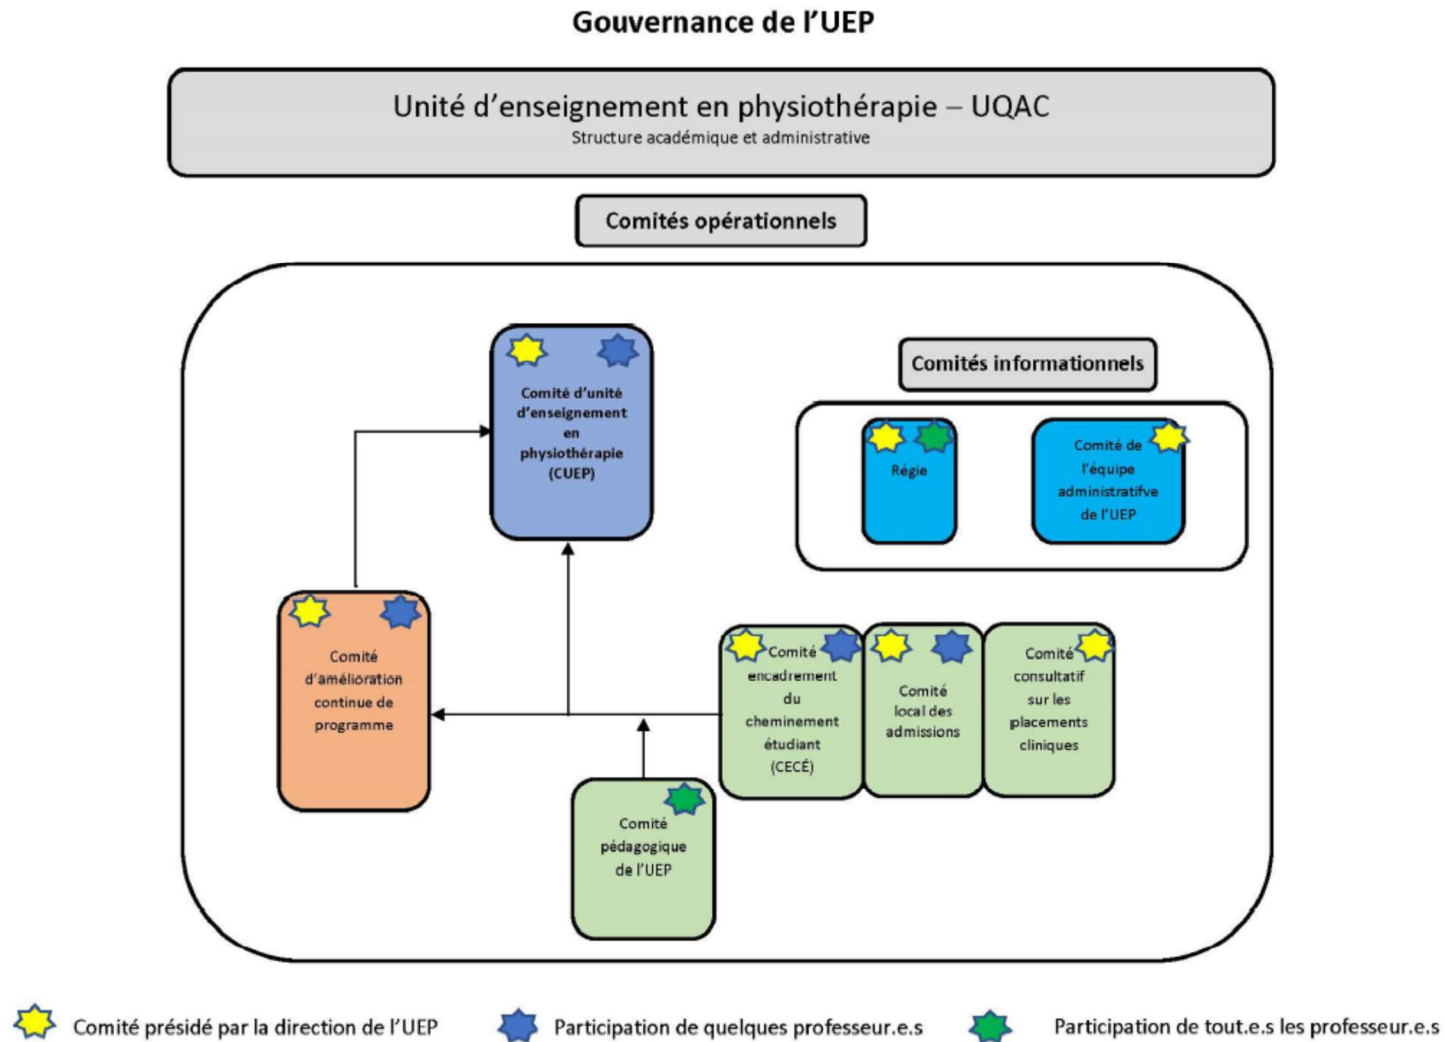 Gouvernance de l’UEP
Unité d’enseignement en physiothérapie – UQAC
Structure académique et administrative
Comités opérationnels
Comité d’unité
d’enseignement
en
physiothérapie
(CUEP)
Comités informationnels
Régie
Comité de
l’équipe
administratifve
de l’UEP
Comité
d’amélioration
continue de
programme
Comité
encadrement
du
cheminement
étudiant
(CECÉ)
Comité
local des
admissions
Comité
consultatif
sur les
placements
cliniques
Comité
pédagogique
de l’UEP
Comité présidé par la direction de l’UEP
Participation de quelques professeur.e.s
Participation de tout.e.s les professeur.e.s